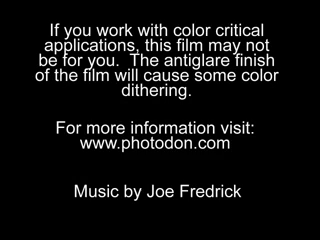 If you work with color critical
applications, this film may not
be for you.  The antiglare finish
of the film will cause some color
dithering.
For more information visit:
www.photodon.com
Music by Joe Fredrick